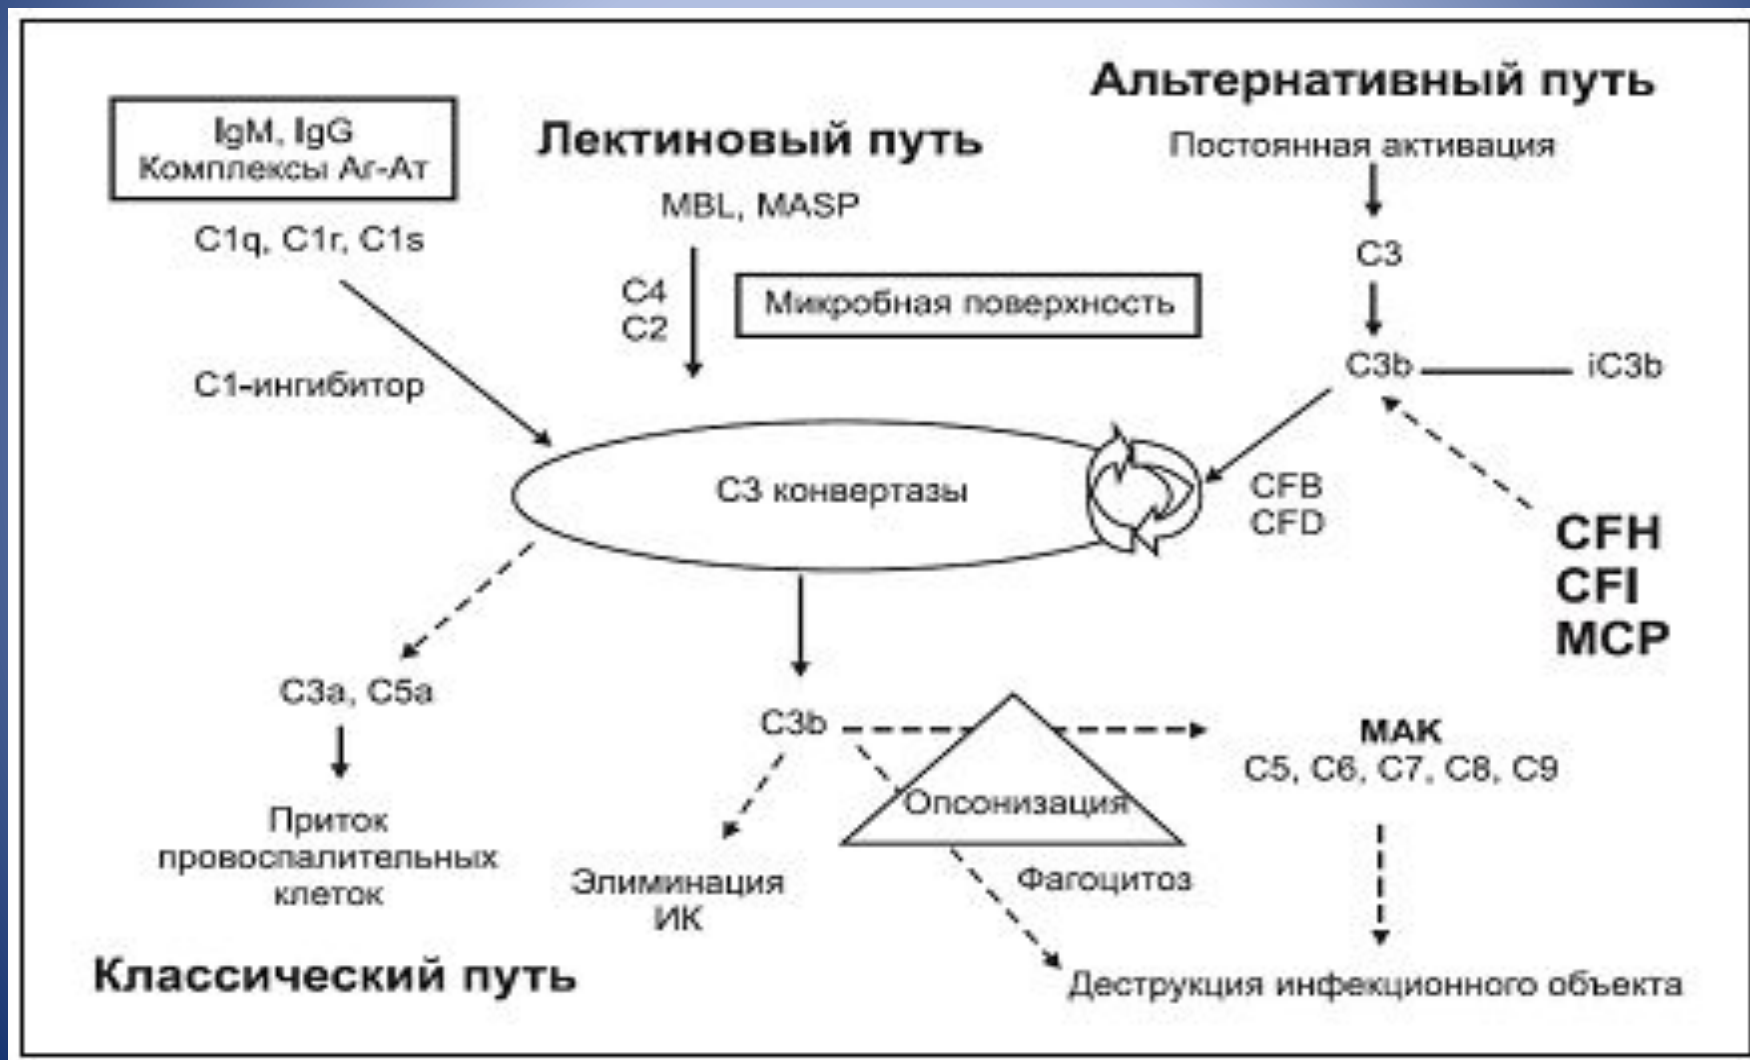 Альтернативный путь
IgM, IgG
Комплексы Аг-Ат
Лектиновый путь
Постоянная активация
MBL, MASP
C1q, C1r, C1s
C3
C4
C2
Микробная поверхность
C3b
iC3b
С1-ингибитор
С3 конвертазы
CFB
CFD
CFH
CFI
MCP
C3a, C5a
C3b
МАК
C5, C6, C7, C8, C9
Опсонизация
Приток
провоспалительных
клеток
Элиминация
ИК
Фагоцитоз
Классический путь
Деструкция инфекционного объекта